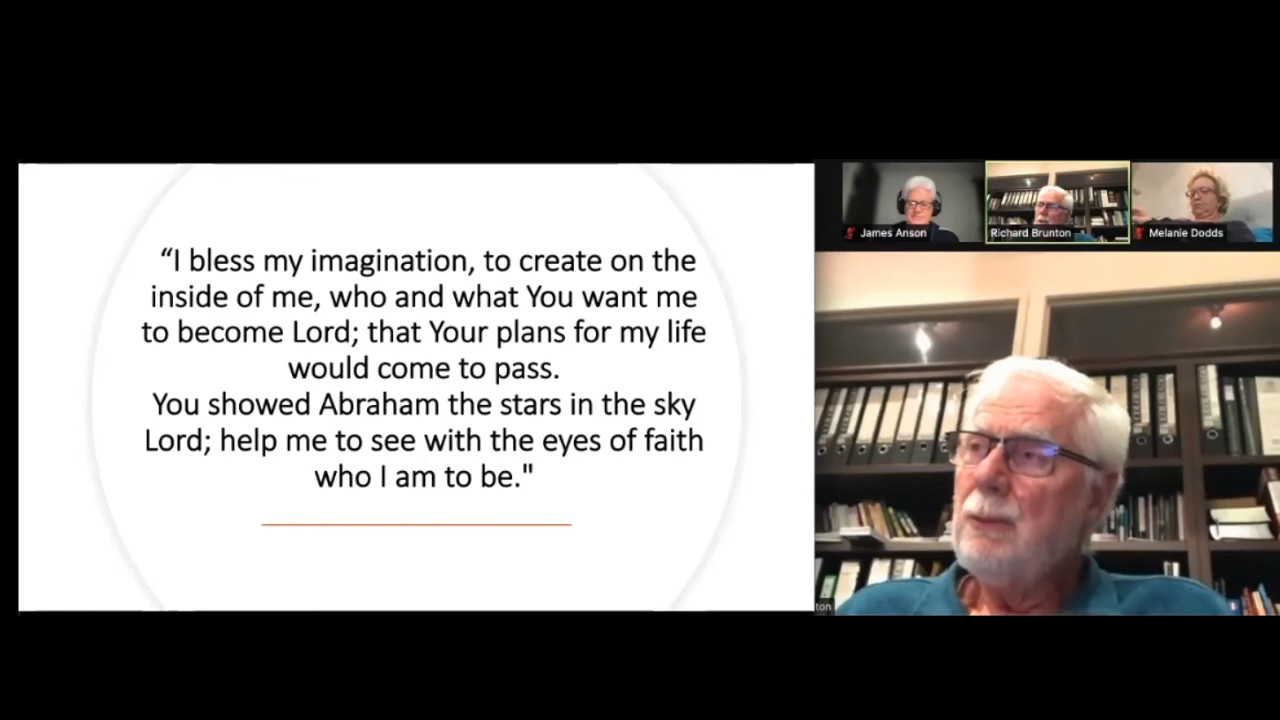 “I bless my imagination, to create on the
inside of me, who and what You want me
to become Lord; that Your plans for my life
would come to pass.
You showed Abraham the stars in the sky
Lord; help me to see with the eyes of faith
who I am to be."
James Anson
Richard Brunton
Melanie Dodds
ton